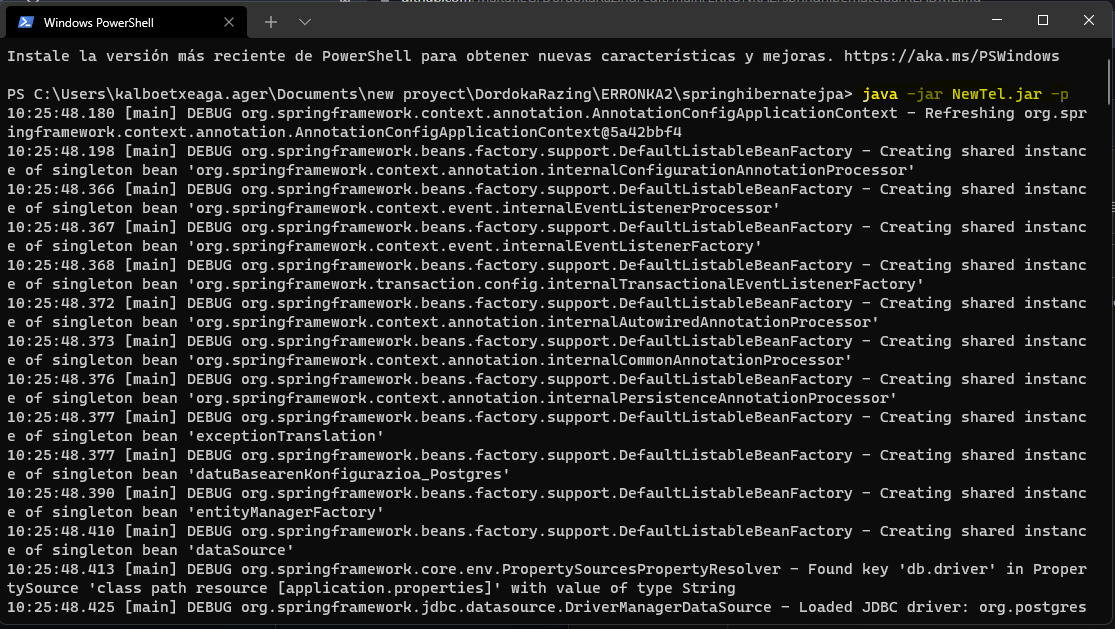 Windows PowerShell
Instale la versión más reciente de PowerShell para obtener nuevas características y mejoras. https://aka.ms/PSWindows
PS C:\Users\kalboetxeaga.ager\Documents\new proyect\DordokaRazing\ERRONKA2\springhibernatejpa> java -jar NewTel.jar -p
10:25:48.180 [main] DEBUG org.springframework.context.annotation.AnnotationConfigApplicationContext - Refreshing org.spr
ingframework.context.annotation.AnnotationConfigApplicationContext@5a42bbf4
10:25:48.198 [main] DEBUG org.springframework.beans.factory.support.DefaultListableBeanFactory - Creating shared instanc
e of singleton bean 'org.springframework.context.annotation.internalConfigurationAnnotationProcessor'
10:25:48.366 [main] DEBUG org.springframework.beans.factory.support.DefaultListableBeanFactory - Creating shared instanc
e of singleton bean 'org.springframework.context.event.internalEventListenerProcessor'
10:25:48.367 [main] DEBUG org.springframework.beans.factory.support.DefaultListableBeanFactory - Creating shared instanc
e of singleton bean 'org.springframework.context.event.internalEventListenerFactory'
10:25:48.368 [main] DEBUG org.springframework.beans.factory.support.DefaultListableBeanFactory - Creating shared instanc
e of singleton bean 'org.springframework.transaction.config.internalTransactionalEventListenerFactory'
10:25:48.372 [main] DEBUG org.springframework.beans.factory.support.DefaultListableBeanFactory - Creating shared instanc
e of singleton bean 'org.springframework.context.annotation.internalAutowiredAnnotationProcessor'
10:25:48.373 [main] DEBUG org.springframework.beans.factory.support.DefaultListableBeanFactory - Creating shared instanc
e of singleton bean 'org.springframework.context.annotation.internalCommonAnnotationProcessor'
10:25:48.376 [main] DEBUG org.springframework.beans.factory.support.DefaultListableBeanFactory - Creating shared instanc
e of singleton bean 'org.springframework.context.annotation.internalPersistenceAnnotationProcessor'
10:25:48.377 [main] DEBUG org.springframework.beans.factory.support.DefaultListableBeanFactory - Creating shared instanc
e of singleton bean 'exceptionTranslation'
10:25:48.377 [main] DEBUG org.springframework.beans.factory.support.DefaultListableBeanFactory - Creating shared instanc
e of singleton bean 'datuBasearenKonfigurazioa_Postgres'
10:25:48.390 [main] DEBUG org.springframework.beans.factory.support.DefaultListableBeanFactory - Creating shared instanc
e of singleton bean 'entityManagerFactory'
10:25:48.410 [main] DEBUG org.springframework.beans.factory.support.DefaultListableBeanFactory - Creating shared instanc
e of singleton bean 'dataSource'
10:25:48.413 [main] DEBUG org.springframework.core.env.PropertySourcesPropertyResolver - Found key 'db.driver' in Proper
tySource 'class path resource [application.properties]' with value of type String
10:25:48.425 [main] DEBUG org.springframework.jdbc.datasource.DriverManagerDataSource - Loaded JDBC driver: org.postgres